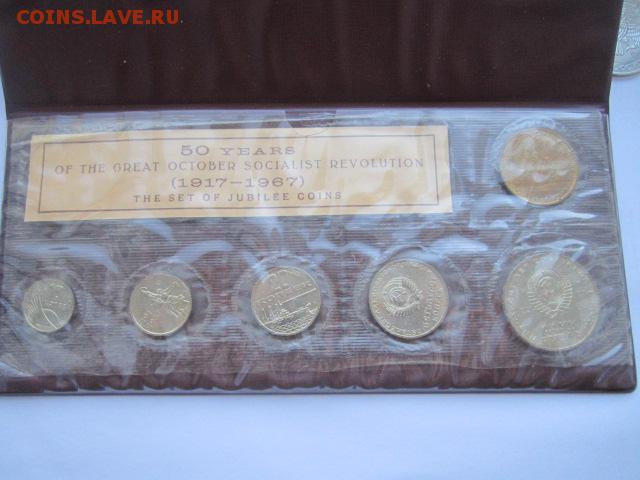 COINS.LAVE.RU
50 YEARS
OF THE GREAT OCTOBER SOCIALIST REVOLUTION
(1917—1967)
THE SET OF JUBILEE COINS